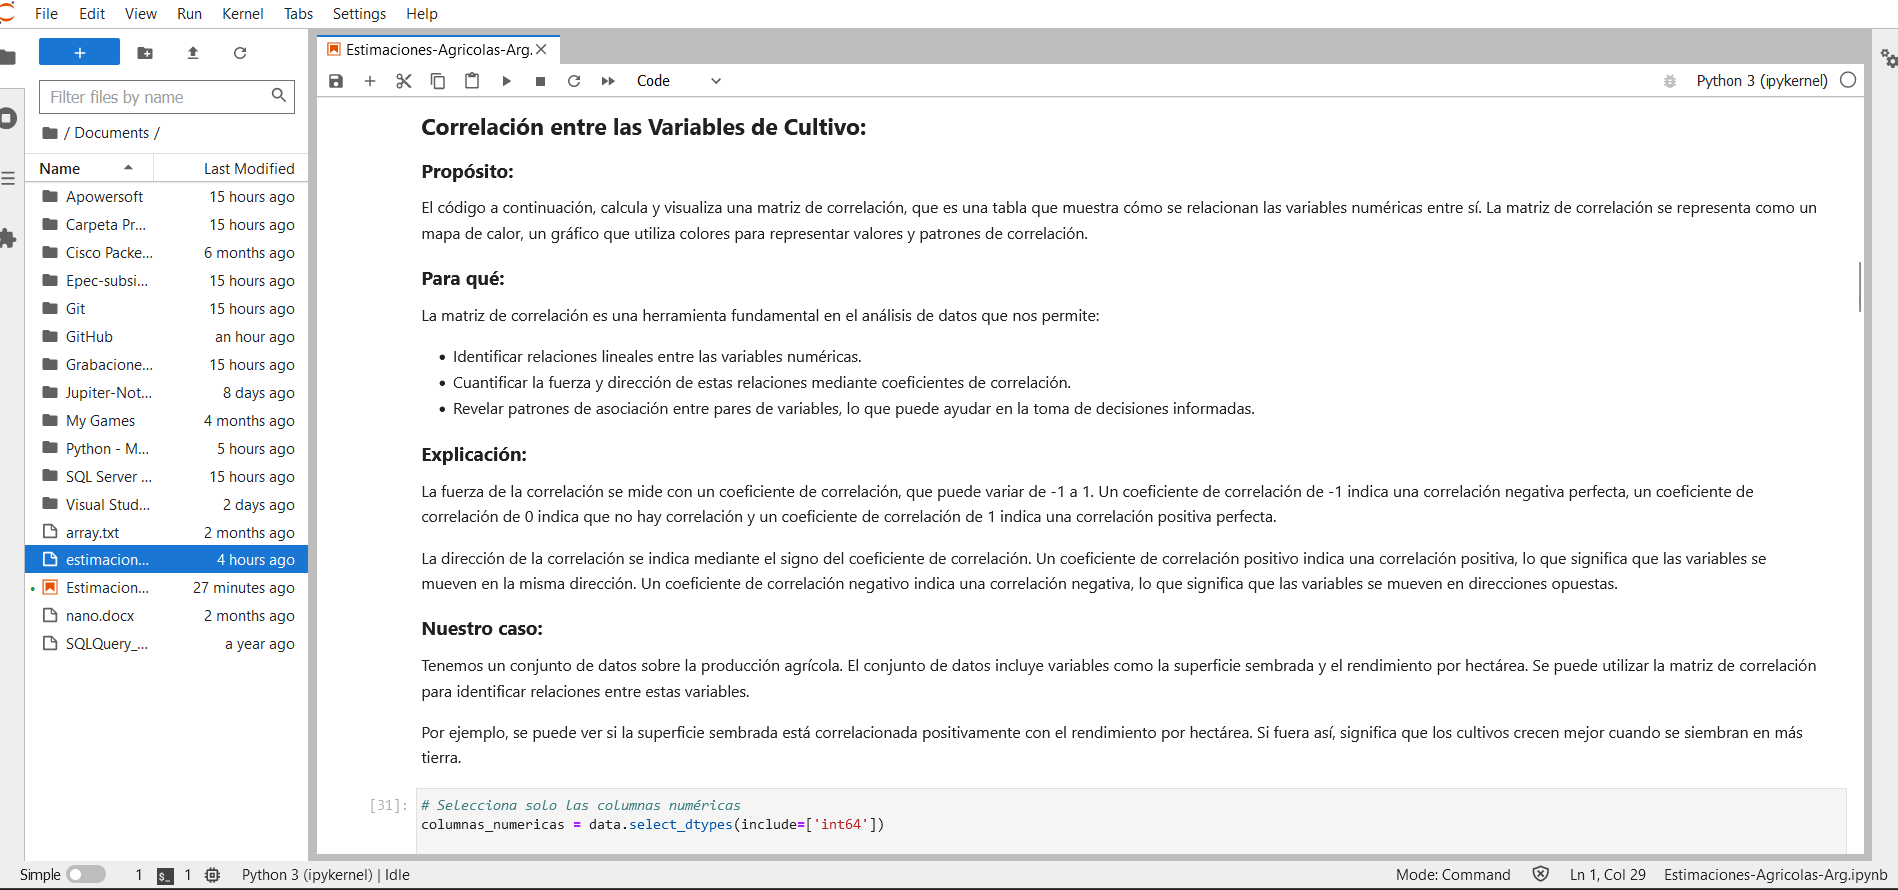 File Edit View Run Kernel Tabs Settings Help
+
Filter files by name
/ Documents /
Name Last Modified
Apowersoft 15 hours ago
Carpeta Pr... 15 hours ago
Cisco Packe... 6 months ago
Epec-subsi... 15 hours ago
Git 15 hours ago
GitHub an hour ago
Grabacione... 15 hours ago
Jupiter-Not... 8 days ago
My Games 4 months ago
Python - M... 5 hours ago
SQL Server ... 15 hours ago
Visual Stud... 2 days ago
array.txt 2 months ago
estimacion... 4 hours ago
Estimacion... 27 minutes ago
nano.docx 2 months ago
SQLQuery_... a year ago
Estimaciones-Agricolas-Arg.
Code
Python 3 (ipykernel)
Correlación entre las Variables de Cultivo:
Propósito:
El código a continuación, calcula y visualiza una matriz de correlación, que es una tabla que muestra cómo se relacionan las variables numéricas entre sí. La matriz de correlación se representa como un
mapa de calor, un gráfico que utiliza colores para representar valores y patrones de correlación.
Para qué:
La matriz de correlación es una herramienta fundamental en el análisis de datos que nos permite:
• Identificar relaciones lineales entre las variables numéricas.
• Cuantificar la fuerza y dirección de estas relaciones mediante coeficientes de correlación.
• Revelar patrones de asociación entre pares de variables, lo que puede ayudar en la toma de decisiones informadas.
Explicación:
La fuerza de la correlación se mide con un coeficiente de correlación, que puede variar de -1 a 1. Un coeficiente de correlación de -1 indica una correlación negativa perfecta, un coeficiente de
correlación de 0 indica que no hay correlación y un coeficiente de correlación de 1 indica una correlación positiva perfecta.
La dirección de la correlación se indica mediante el signo del coeficiente de correlación. Un coeficiente de correlación positivo indica una correlación positiva, lo que significa que las variables se
mueven en la misma dirección. Un coeficiente de correlación negativo indica una correlación negativa, lo que significa que las variables se mueven en direcciones opuestas.
Nuestro caso:
Tenemos un conjunto de datos sobre la producción agrícola. El conjunto de datos incluye variables como la superficie sembrada y el rendimiento por hectárea. Se puede utilizar la matriz de correlación
para identificar relaciones entre estas variables.
Por ejemplo, se puede ver si la superficie sembrada está correlacionada positivamente con el rendimiento por hectárea. Si fuera así, significa que los cultivos crecen mejor cuando se siembran en más
tierra.
[31]: # Selecciona solo las columnas numéricas
columnas_numericas = data.select_dtypes(include=['int64'])
Simple 1 $_ 1 Python 3 (ipykernel) | Idle Mode: Command Ln 1, Col 29 Estimaciones-Agricolas-Arg.ipynb